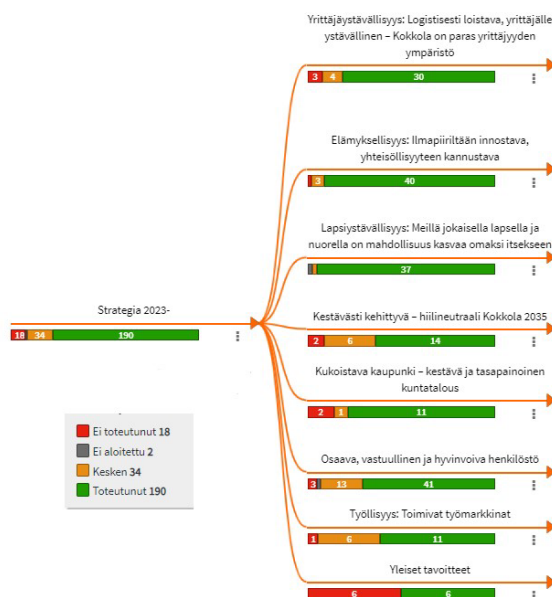 Yrittäjäystävällisyys: Logistisesti loistava, yrittäjälle
ystävällinen – Kokkola on paras yrittäjyyden
ympäristö
3 4 30
Elämyksellisyys: Ilmapiiriltään innostava,
yhteisöllisyyteen kannustava
3 40
Lapsiystävällisyys: Meillä jokaisella lapsella ja
nuorella on mahdollisuus kasvaa omaksi itsekseen
37
Strategia 2023-
18 34 190
Kestävästi kehittyvä – hiilineutraali Kokkola 2035
2 6 14
Kukoistava kaupunki – kestävä ja tasapainoinen
kuntatalous
2 1 11
Ei toteutunut 18
Ei aloitettu 2
Kesken 34
Toteutunut 190
Osaava, vastuullinen ja hyvinvoiva henkilöstö
3 13 41
Työllisyys: Toimivat työmarkkinat
1 6 11
Yleiset tavoitteet
6 6